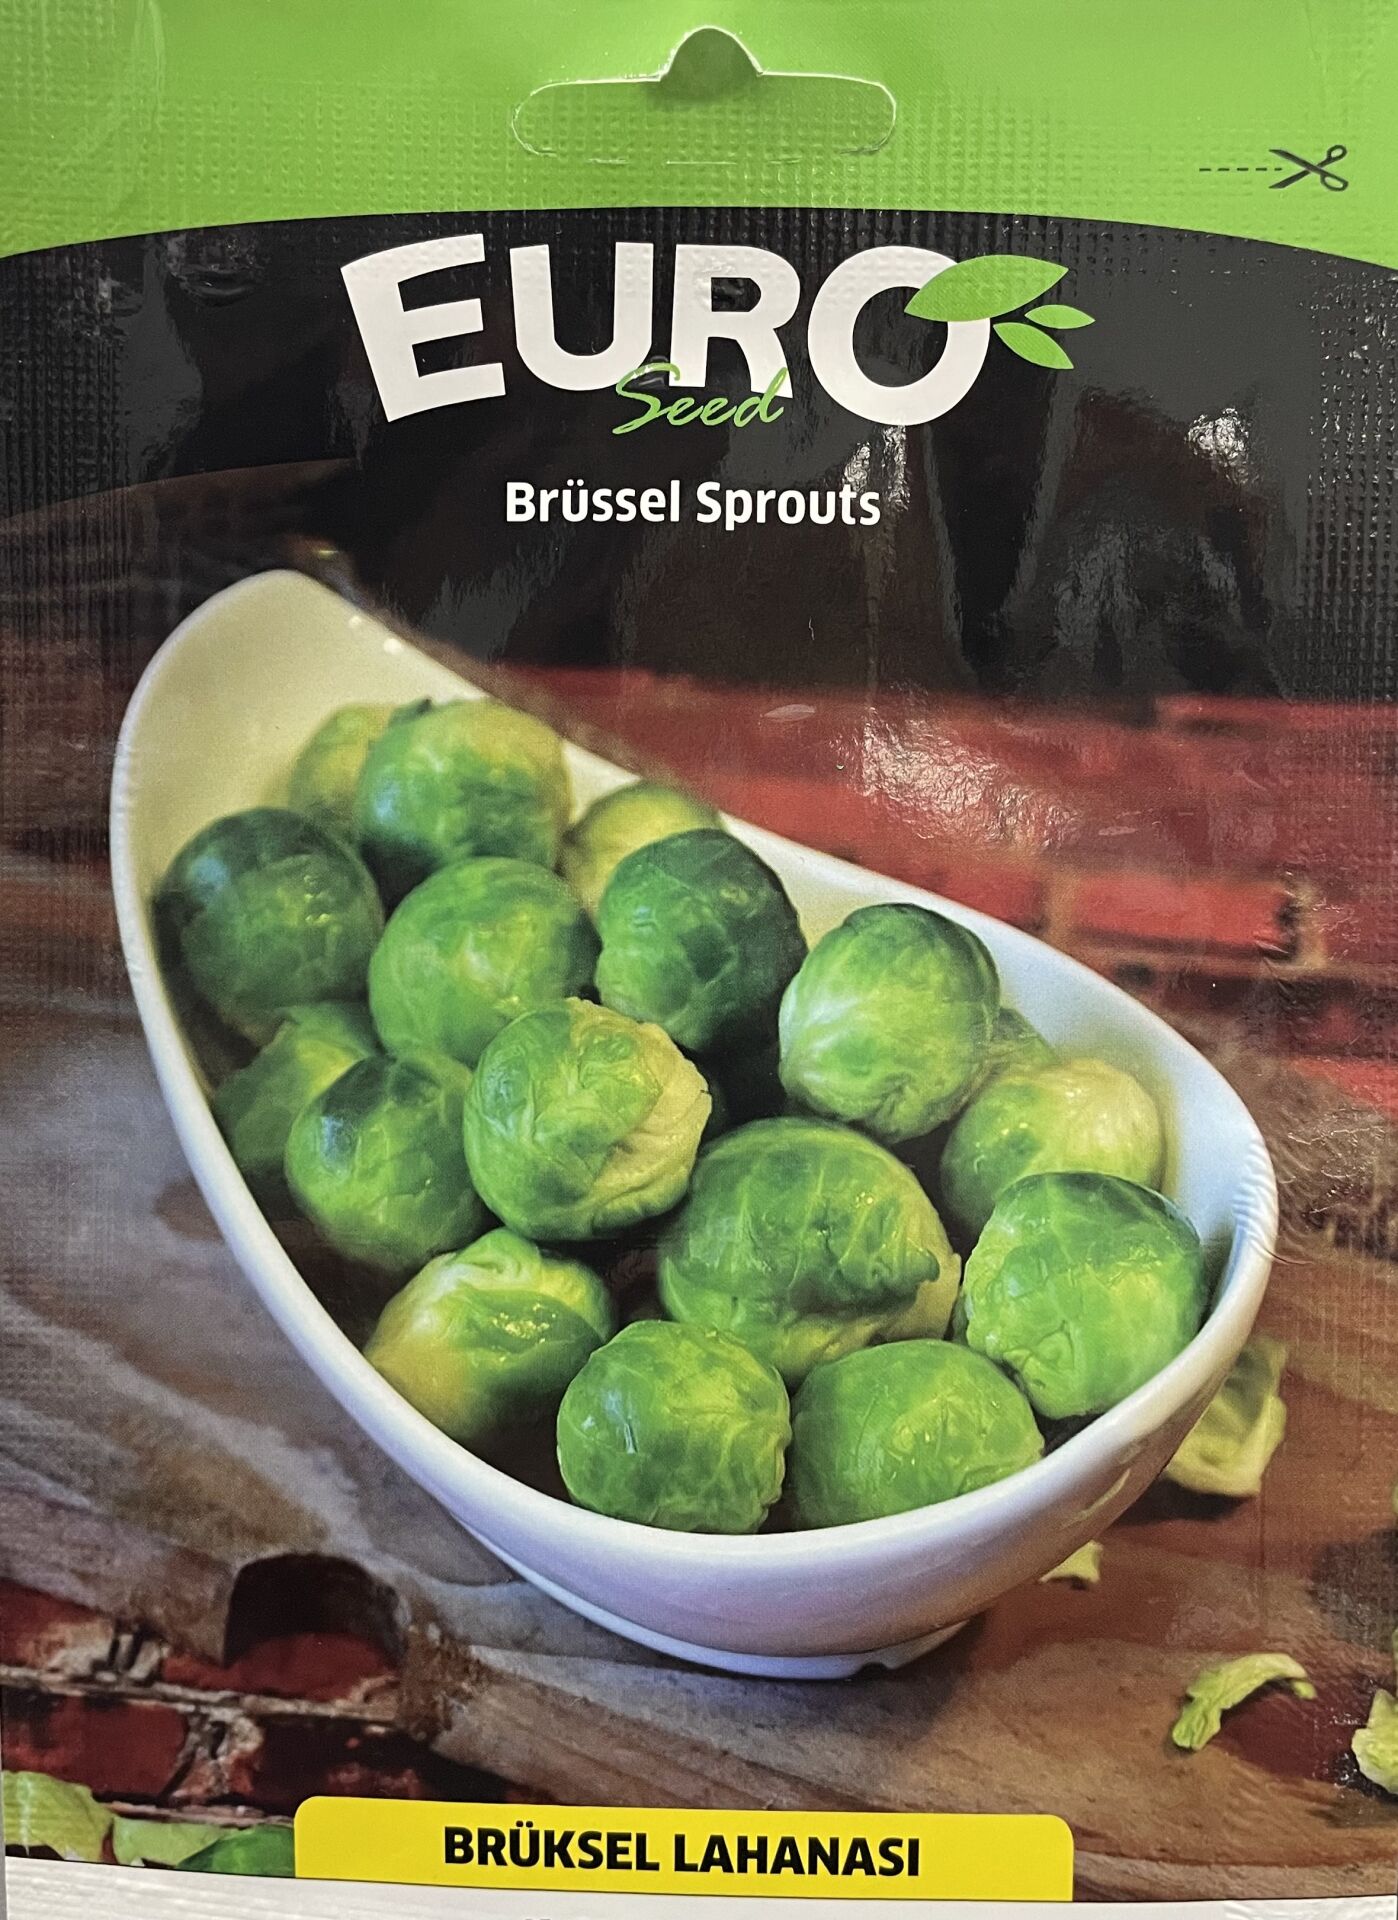 EURO
Seed
Brüssel Sprouts
BRÜKSEL LAHANASI